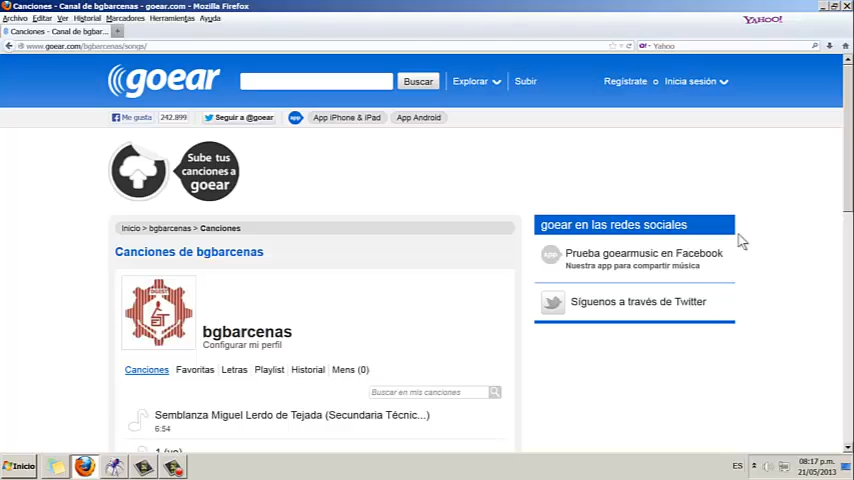 Canciones - Canal de bgbarcenas - goear.com - Mozilla Firefox
Archivo Editar Ver Historial Marcadores Herramientas Ayuda
YAHOO!
Canciones - Canal de bgbar...
www.goear.com/bgbarcenas/songs/
Yahoo
goear
Buscar
Explorar
Subir
Regístrate o Inicia sesión
Me gusta 242.899
Seguir a @goear
app
App iPhone & iPad
App Android
Sube tus
canciones a
goear
Inicio > bgbarcenas > Canciones
Canciones de bgbarcenas
bgbarcenas
Configurar mi perfil
Canciones Favoritas Letras Playlist Historial Mens (0)
Buscar en mis canciones
Semblanza Miguel Lerdo de Tejada (Secundaria Técnic...)
6:54
goear en las redes sociales
app
Prueba goearmusic en Facebook
Nuestra app para compartir música
Síguenos a través de Twitter
Inicio
ES
08:17 p.m.
21/05/2013